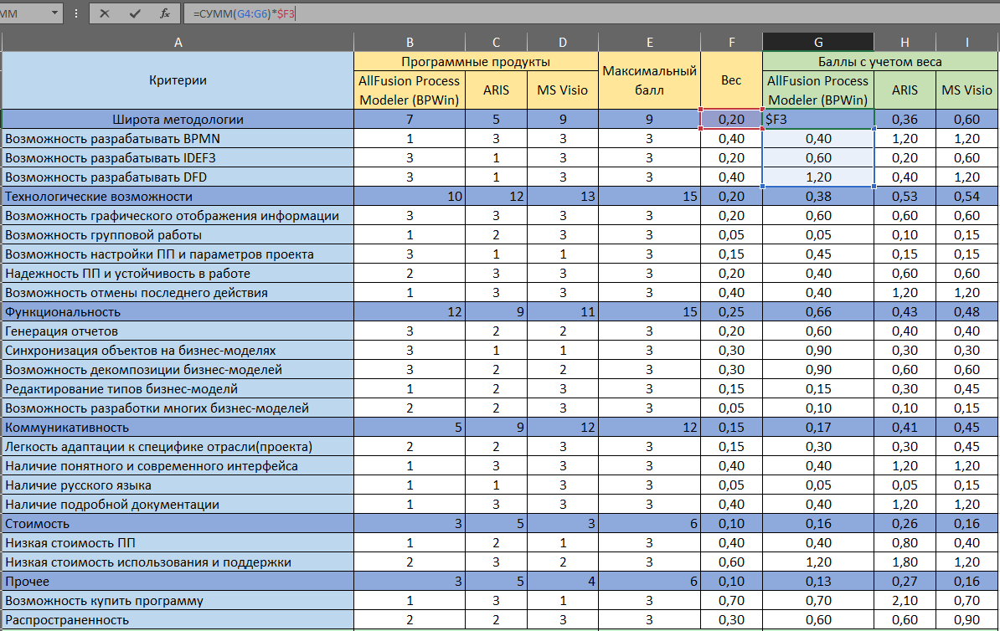 ММ =СУММ(G4:G6)*$F3
A B C D E F G H I
Критерии Программные продукты Максимальный балл Вес Баллы с учетом веса
AllFusion Process Modeler (BPWin) ARIS MS Visio AllFusion Process Modeler (BPWin) ARIS MS Visio
Широта методологии 7 5 9 9 0,20 $F3 0,36 0,60
Возможность разрабатывать BPMN 1 3 3 3 0,40 0,40 1,20 1,20
Возможность разрабатывать IDEF3 3 1 3 3 0,20 0,60 0,20 0,60
Возможность разрабатывать DFD 3 1 3 3 0,40 1,20 0,40 1,20
Технологические возможности 10 12 13 15 0,20 0,38 0,53 0,54
Возможность графического отображения информации 3 3 3 3 0,20 0,60 0,60 0,60
Возможность групповой работы 1 2 3 3 0,05 0,05 0,10 0,15
Возможность настройки ПП и параметров проекта 3 1 1 3 0,15 0,45 0,15 0,15
Надежность ПП и устойчивость в работе 2 3 3 3 0,20 0,40 0,60 0,60
Возможность отмены последнего действия 1 3 3 3 0,40 0,40 1,20 1,20
Функциональность 12 9 11 15 0,25 0,66 0,43 0,48
Генерация отчетов 3 2 2 3 0,20 0,60 0,40 0,40
Синхронизация объектов на бизнес-моделях 3 1 1 3 0,30 0,90 0,30 0,30
Возможность декомпозиции бизнес-моделей 3 2 2 3 0,30 0,90 0,60 0,60
Редактирование типов бизнес-моделй 1 2 3 3 0,15 0,15 0,30 0,45
Возможность разработки многих бизнес-моделей 2 2 3 3 0,05 0,10 0,10 0,15
Коммуникативность 5 9 12 12 0,15 0,17 0,41 0,45
Легкость адаптации к специфике отрасли(проекта) 2 2 3 3 0,15 0,30 0,30 0,45
Наличие понятного и современного интерфейса 1 3 3 3 0,40 0,40 1,20 1,20
Наличие русского языка 1 1 3 3 0,05 0,05 0,05 0,15
Наличие подробной документации 1 3 3 3 0,40 0,40 1,20 1,20
Стоимость 3 5 3 6 0,10 0,16 0,26 0,16
Низкая стоимость ПП 1 2 1 3 0,40 0,40 0,80 0,40
Низкая стоимость использования и поддержки 2 3 2 3 0,60 1,20 1,80 1,20
Прочее 3 5 4 6 0,10 0,13 0,27 0,16
Возможность купить программу 1 3 1 3 0,70 0,70 2,10 0,70
Распространенность 2 2 3 3 0,30 0,60 0,60 0,90